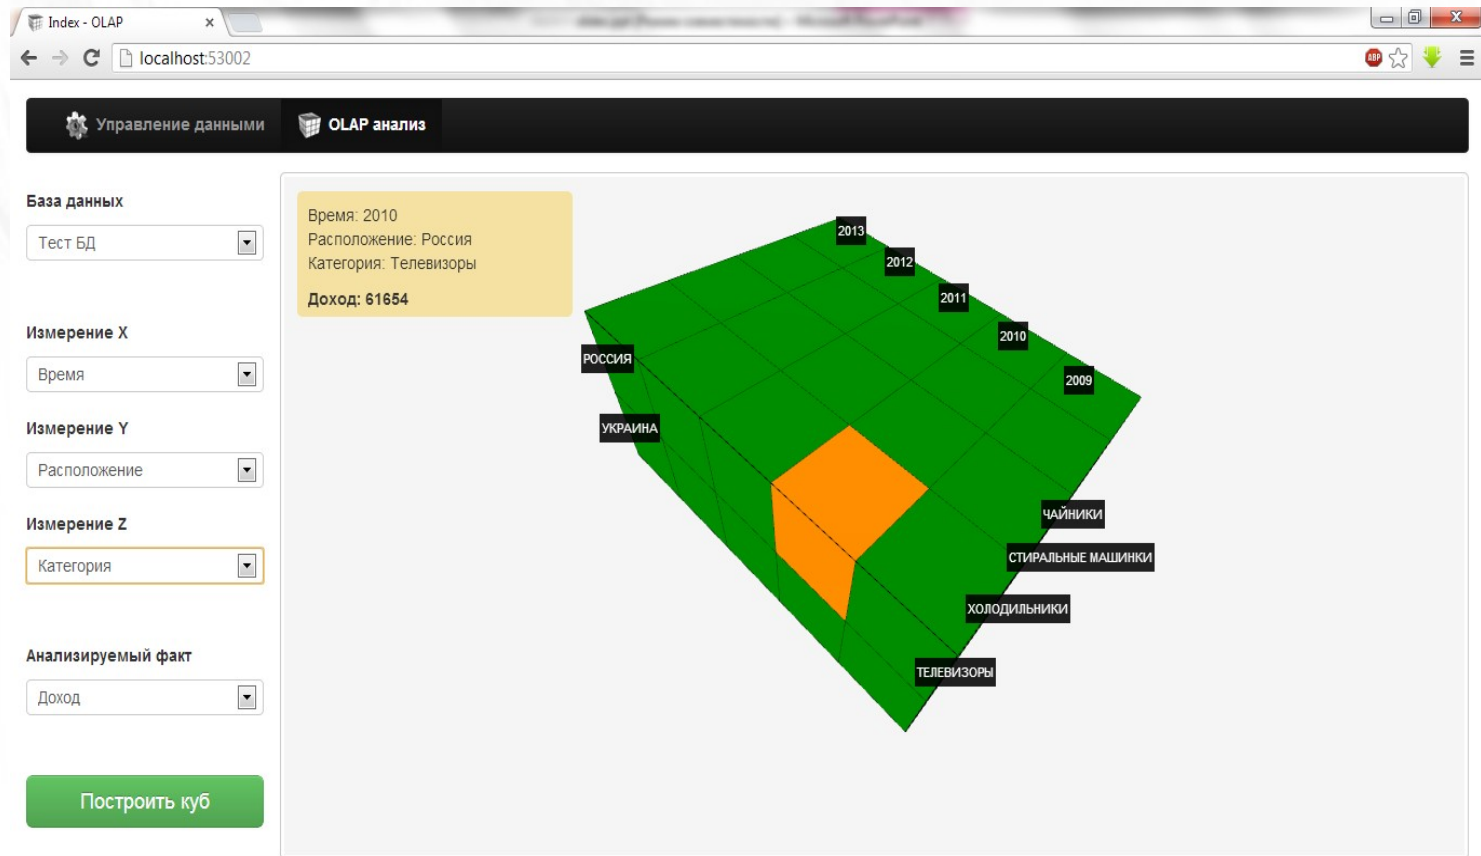 Index - OLAP
localhost:53002
ABP
Управление данными
OLAP анализ
База данных
Тест БД
Измерение X
Время
Измерение Y
Расположение
Измерение Z
Категория
Анализируемый факт
Доход
Построить куб
Время: 2010
Расположение: Россия
Категория: Телевизоры
Доход: 61654
2013
2012
2011
2010
2009
РОССИЯ
УКРАИНА
ЧАЙНИКИ
СТИРАЛЬНЫЕ МАШИНКИ
ХОЛОДИЛЬНИКИ
ТЕЛЕВИЗОРЫ